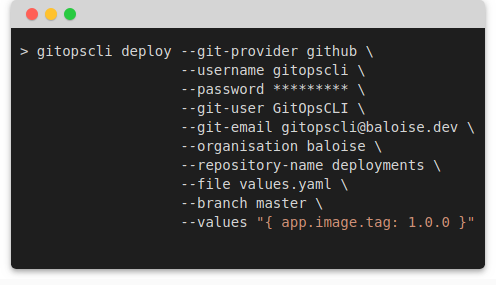 > gitopscli deploy --git-provider github \
--username gitopscli \
--password ********* \
--git-user GitOpsCLI \
--git-email gitopscli@baloise.dev \
--organisation baloise \
--repository-name deployments \
--file values.yaml \
--branch master \
--values "{ app.image.tag: 1.0.0 }"